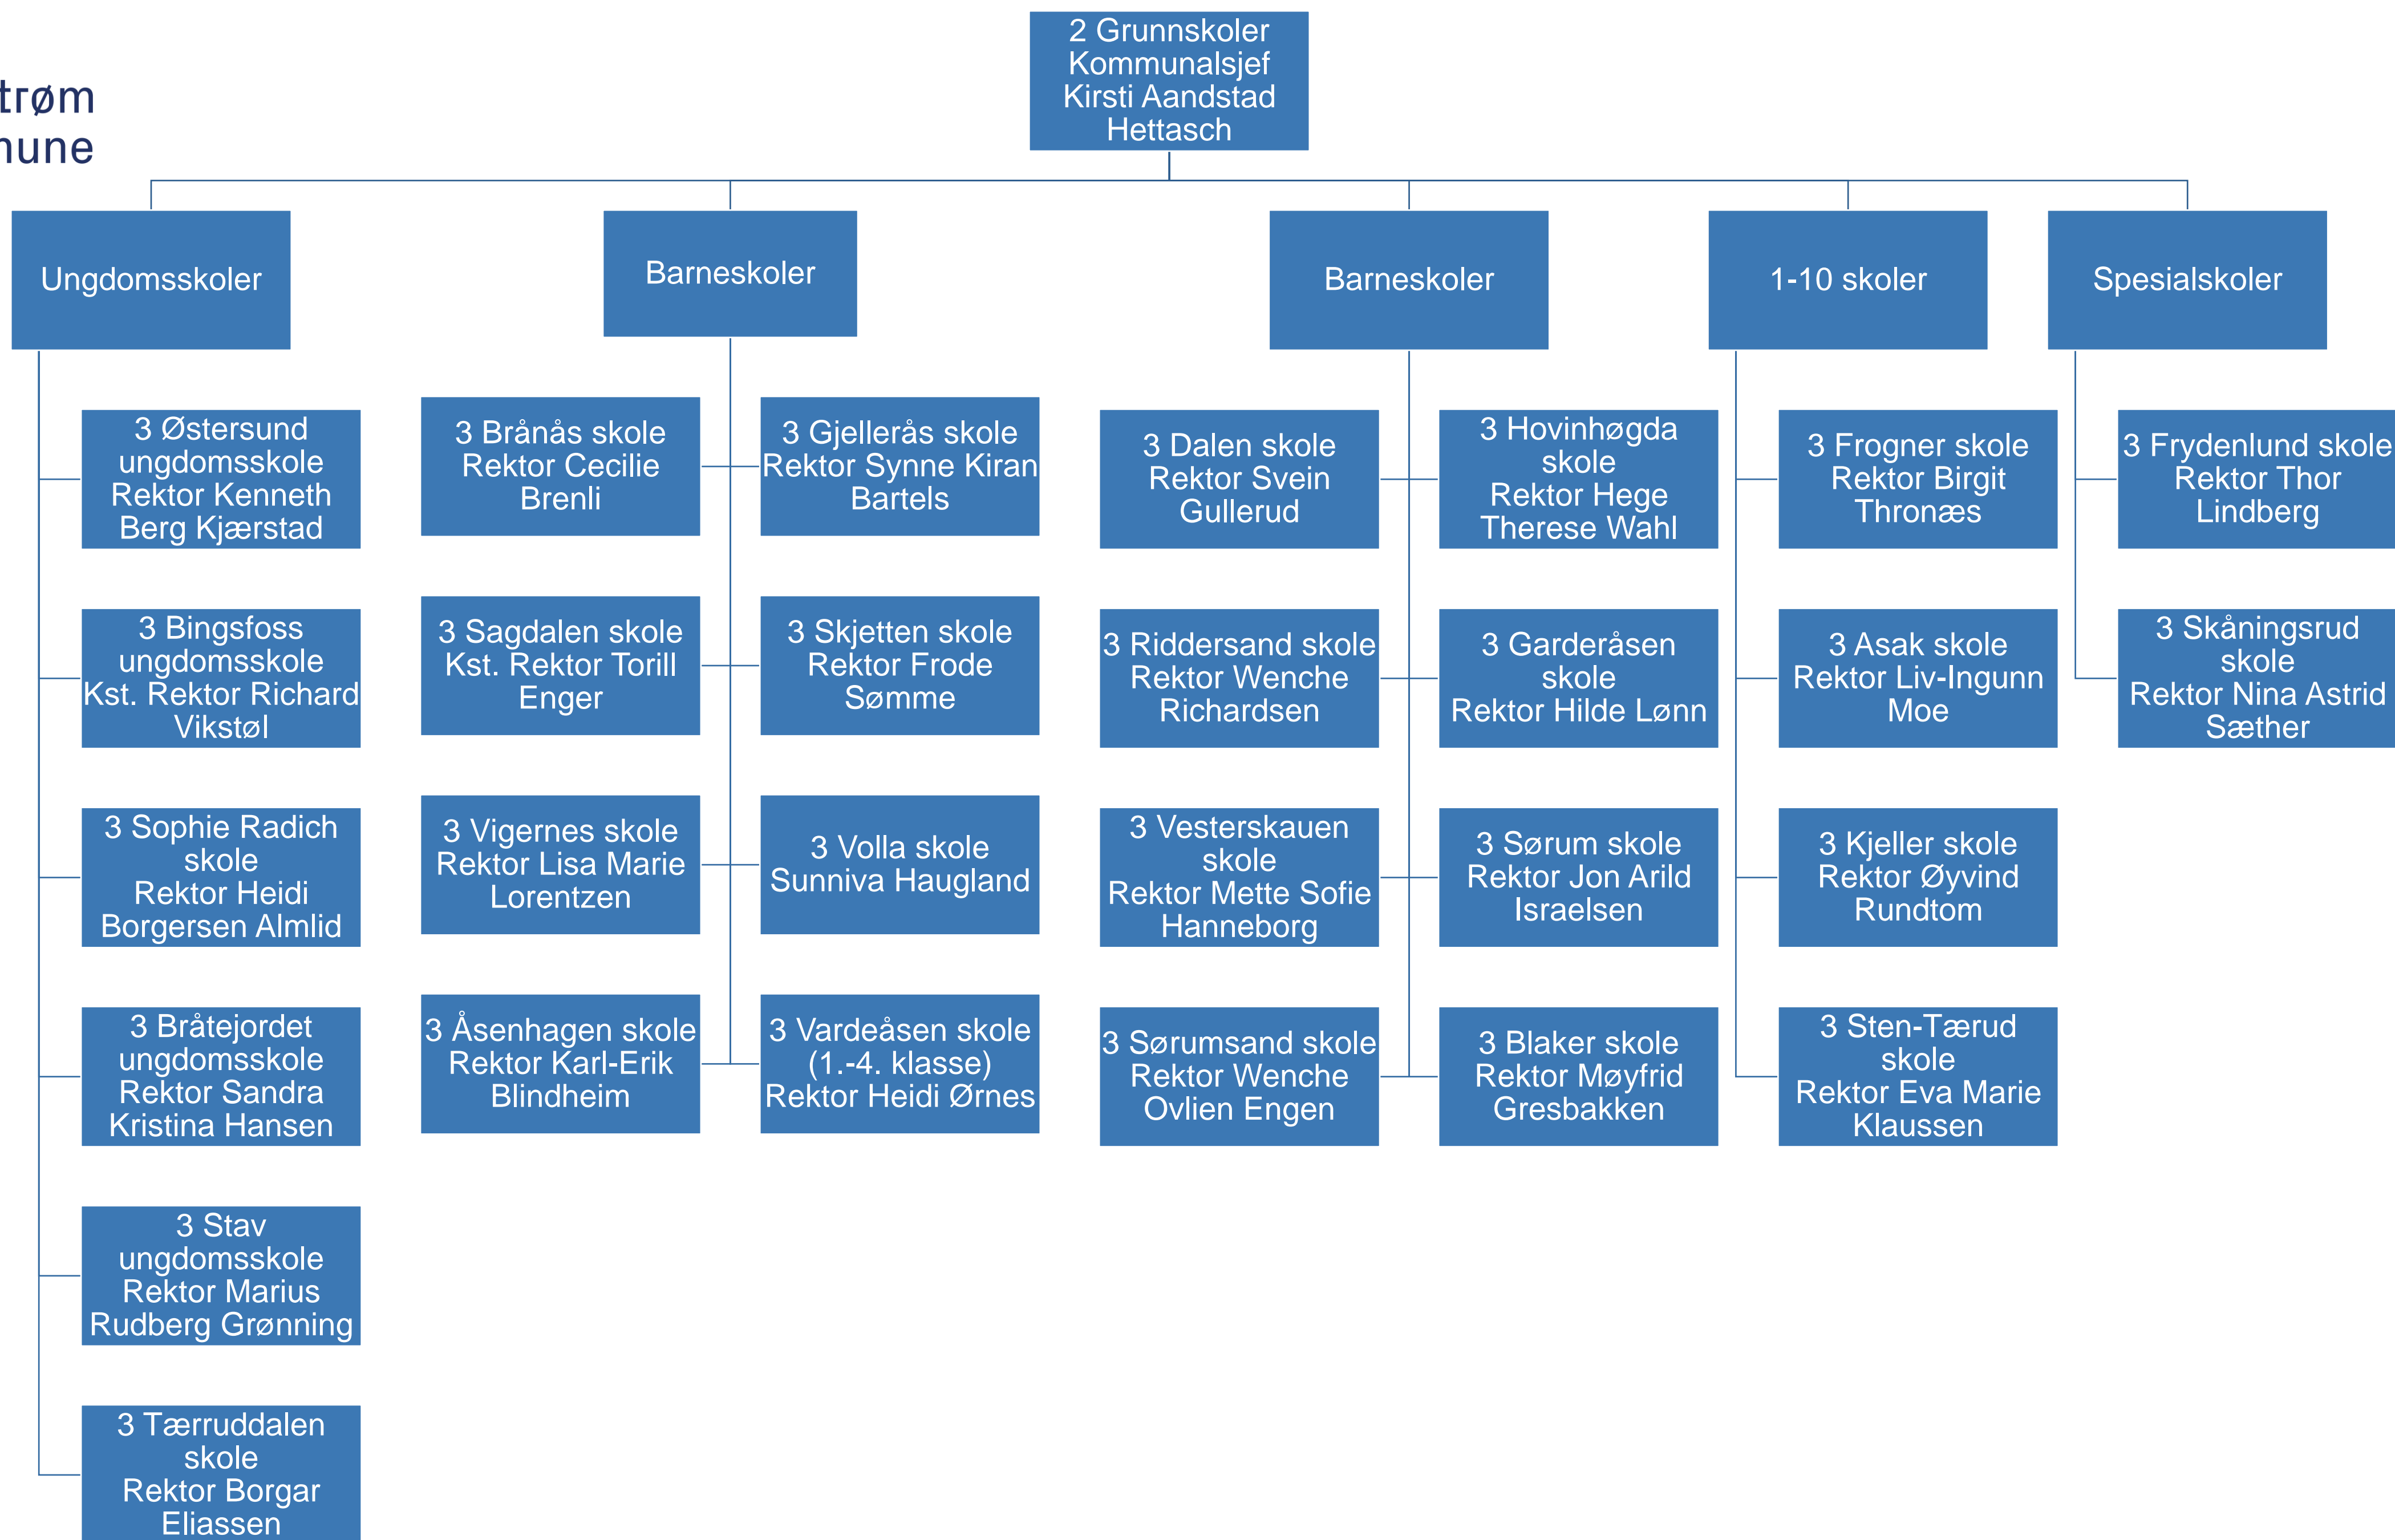 trøm
mune
2 Grunnskoler
Kommunalsjef
Kirsti Aandstad
Hettasch
Ungdomsskoler
Barneskoler
Barneskoler
1-10 skoler
Spesialskoler
3 Østersund
ungdomsskole
Rektor Kenneth
Berg Kjærstad
3 Bingsfoss
ungdomsskole
Kst. Rektor Richard
Vikstøl
3 Sophie Radich
skole
Rektor Heidi
Borgersen Almlid
3 Bråtejordet
ungdomsskole
Rektor Sandra
Kristina Hansen
3 Stav
ungdomsskole
Rektor Marius
Rudberg Grønning
3 Tærruddalen
skole
Rektor Borgar
Eliassen
3 Brånås skole
Rektor Cecilie
Brenli
3 Gjellerås skole
Rektor Synne Kiran
Bartels
3 Sagdalen skole
Kst. Rektor Torill
Enger
3 Skjetten skole
Rektor Frode
Sømme
3 Vigernes skole
Rektor Lisa Marie
Lorentzen
3 Volla skole
Sunniva Haugland
3 Åsenhagen skole
Rektor Karl-Erik
Blindheim
3 Vardeåsen skole
(1.-4. klasse)
Rektor Heidi Ørnes
3 Dalen skole
Rektor Svein
Gullerud
3 Hovinhøgda
skole
Rektor Hege
Therese Wahl
3 Riddersand skole
Rektor Wenche
Richardsen
3 Garderåsen
skole
Rektor Hilde Lønn
3 Vesterskauen
skole
Rektor Mette Sofie
Hanneborg
3 Sørum skole
Rektor Jon Arild
Israelsen
3 Sørumsand skole
Rektor Wenche
Ovlien Engen
3 Blaker skole
Rektor Møyfrid
Gresbakken
3 Frogner skole
Rektor Birgit
Thronæs
3 Asak skole
Rektor Liv-Ingunn
Moe
3 Kjeller skole
Rektor Øyvind
Rundtom
3 Sten-Tærud
skole
Rektor Eva Marie
Klaussen
3 Frydenlund skole
Rektor Thor
Lindberg
3 Skåningsrud
skole
Rektor Nina Astrid
Sæther